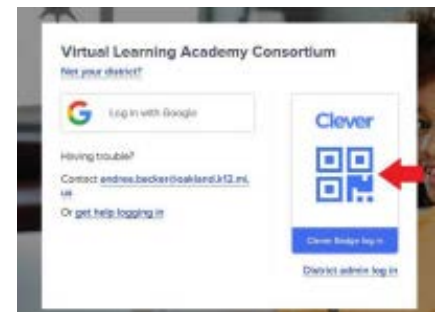 Virtual Learning Academy Consortium
Not your district?
Log in with Google
Having trouble?
Contact andrea.becker@oakland.k12.mi.
us
Or get help logging in
Clever
Clever Badge log in
District admin log in